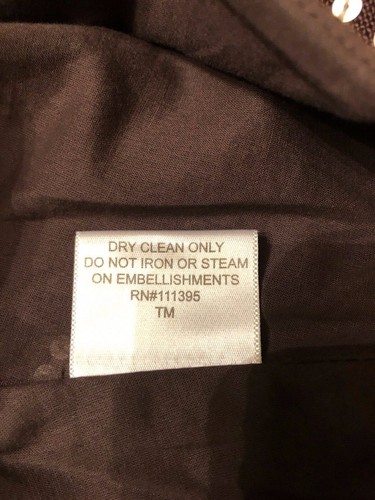 DRY CLEAN ONLY
DO NOT IRON OR STEAM
ON EMBELLISHMENTS
RN#111395
TM